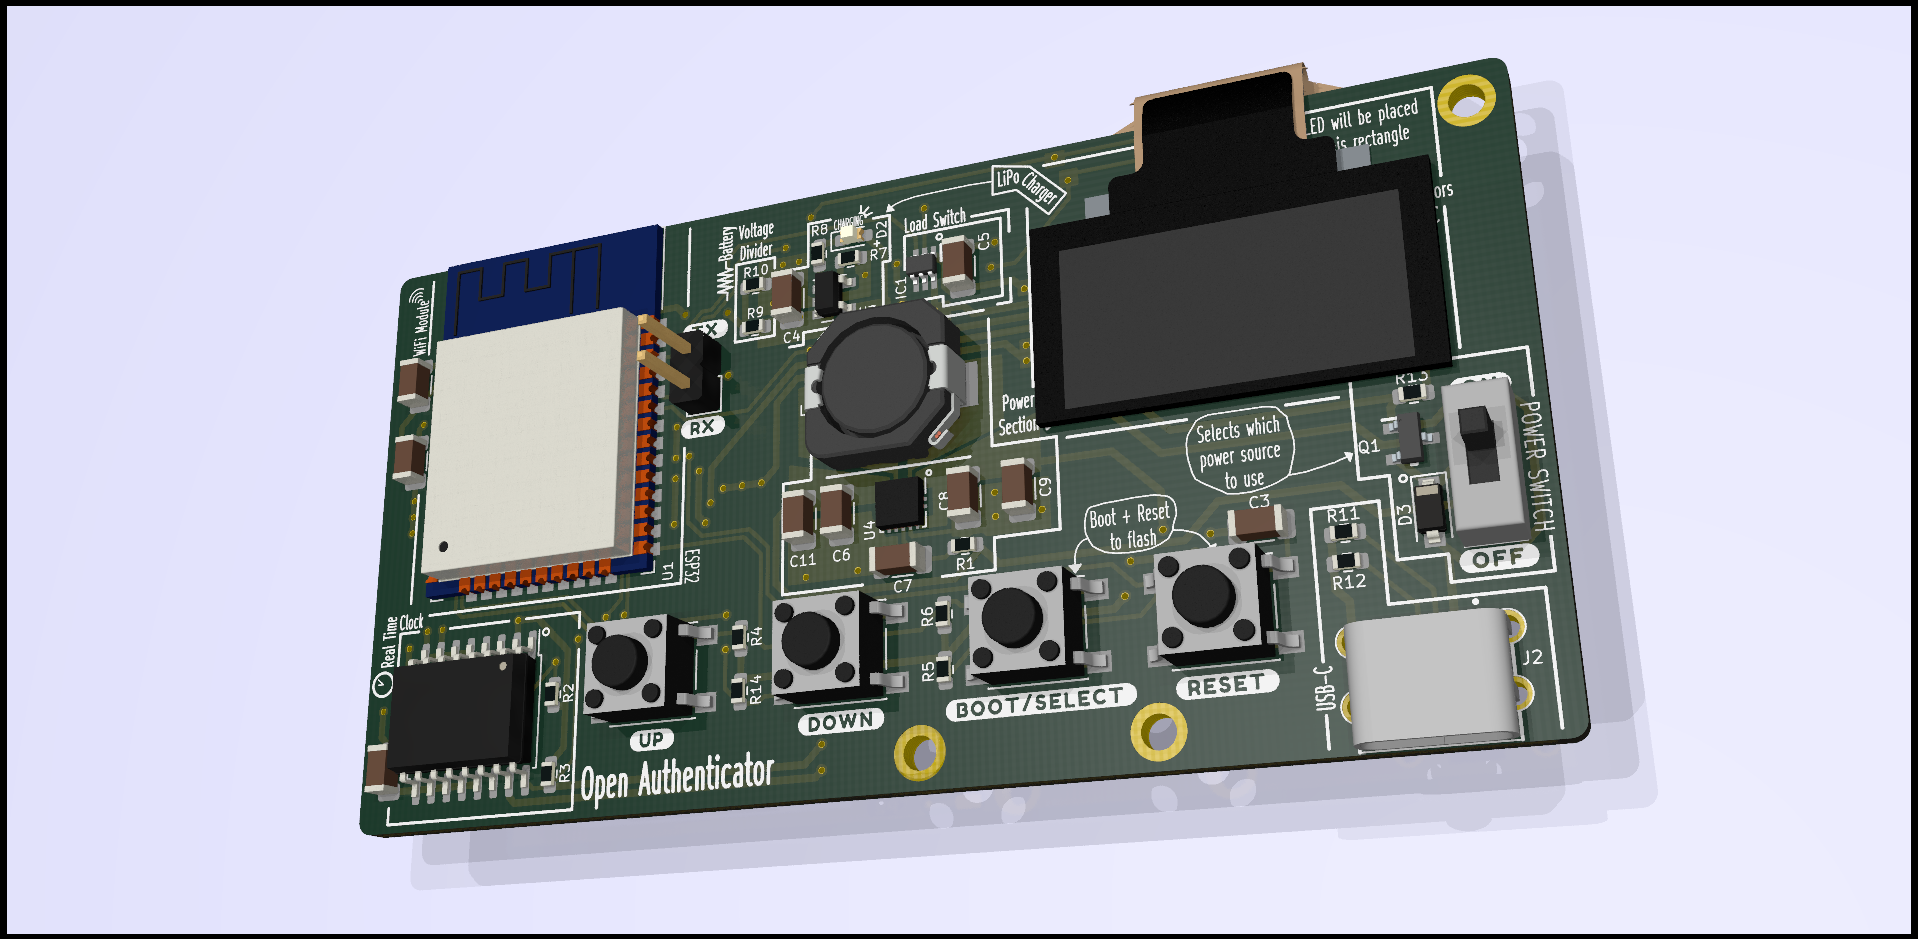 LED will be placed
is rectangle
ors
LiPo Charger
CHARGING
Load Switch
R8
+D2
R7
C5
IC1
Battery
Voltage
Divider
R10
R9
C4
WiFi Module
TX
RX
Power
Section
Selects which
power source
to use
R13
ON
POWER SWITCH
Q1
D3
OFF
C3
R11
R12
Boot + Reset
to flash
C8
C9
U4
C11
C6
C7
R1
U1
ESP32
Real Time
Clock
R2
R3
R4
R14
R6
R5
UP
DOWN
BOOT/SELECT
RESET
USB-C
J2
Open Authenticator